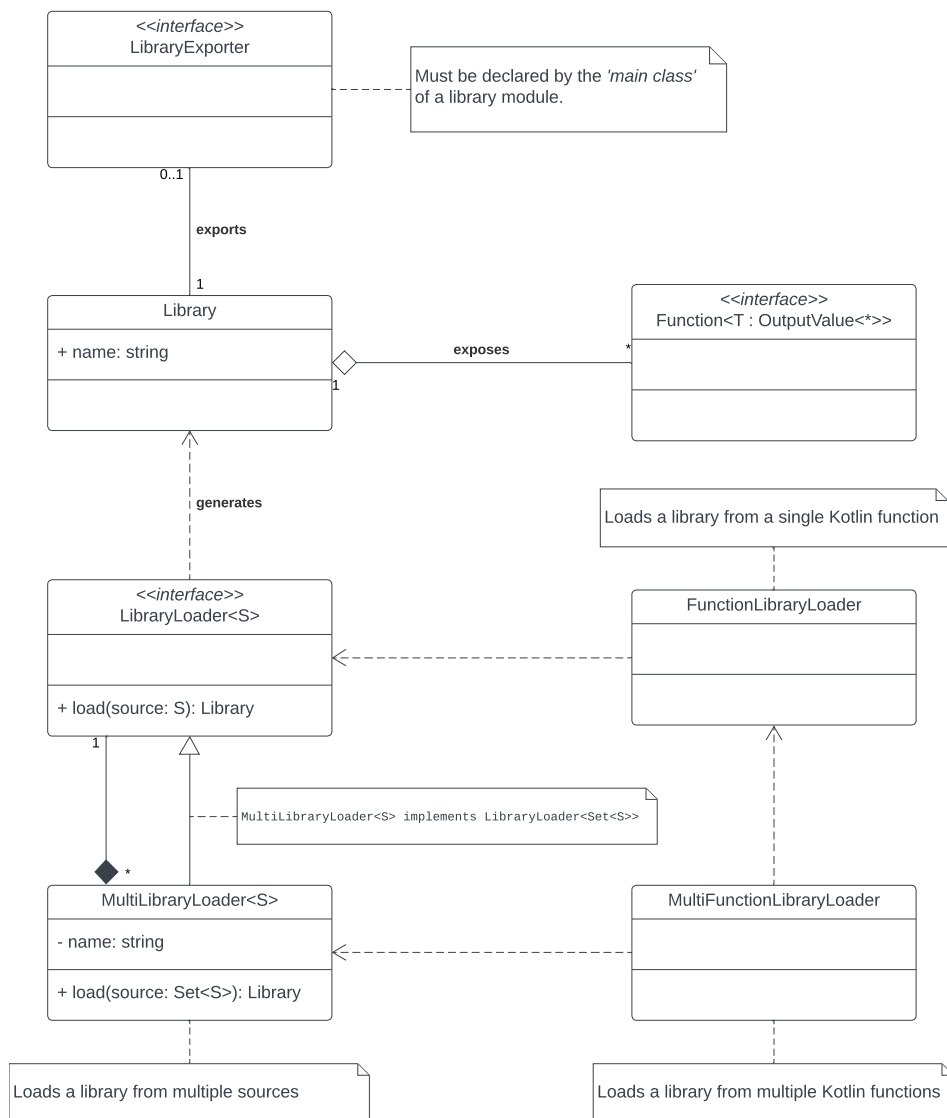 <<interface>>
LibraryExporter
Must be declared by the 'main class'
of a library module.
0..1
exports
1
Library
+ name: string
1
exposes
*
<<interface>>
Function<T : OutputValue<*>>
generates
Loads a library from a single Kotlin function
<<interface>>
LibraryLoader<S>
+ load(source: S): Library
FunctionLibraryLoader
1
MultiLibraryLoader<S> implements LibraryLoader<Set<S>>
*
MultiLibraryLoader<S>
- name: string
+ load(source: Set<S>): Library
MultiFunctionLibraryLoader
Loads a library from multiple sources
Loads a library from multiple Kotlin functions